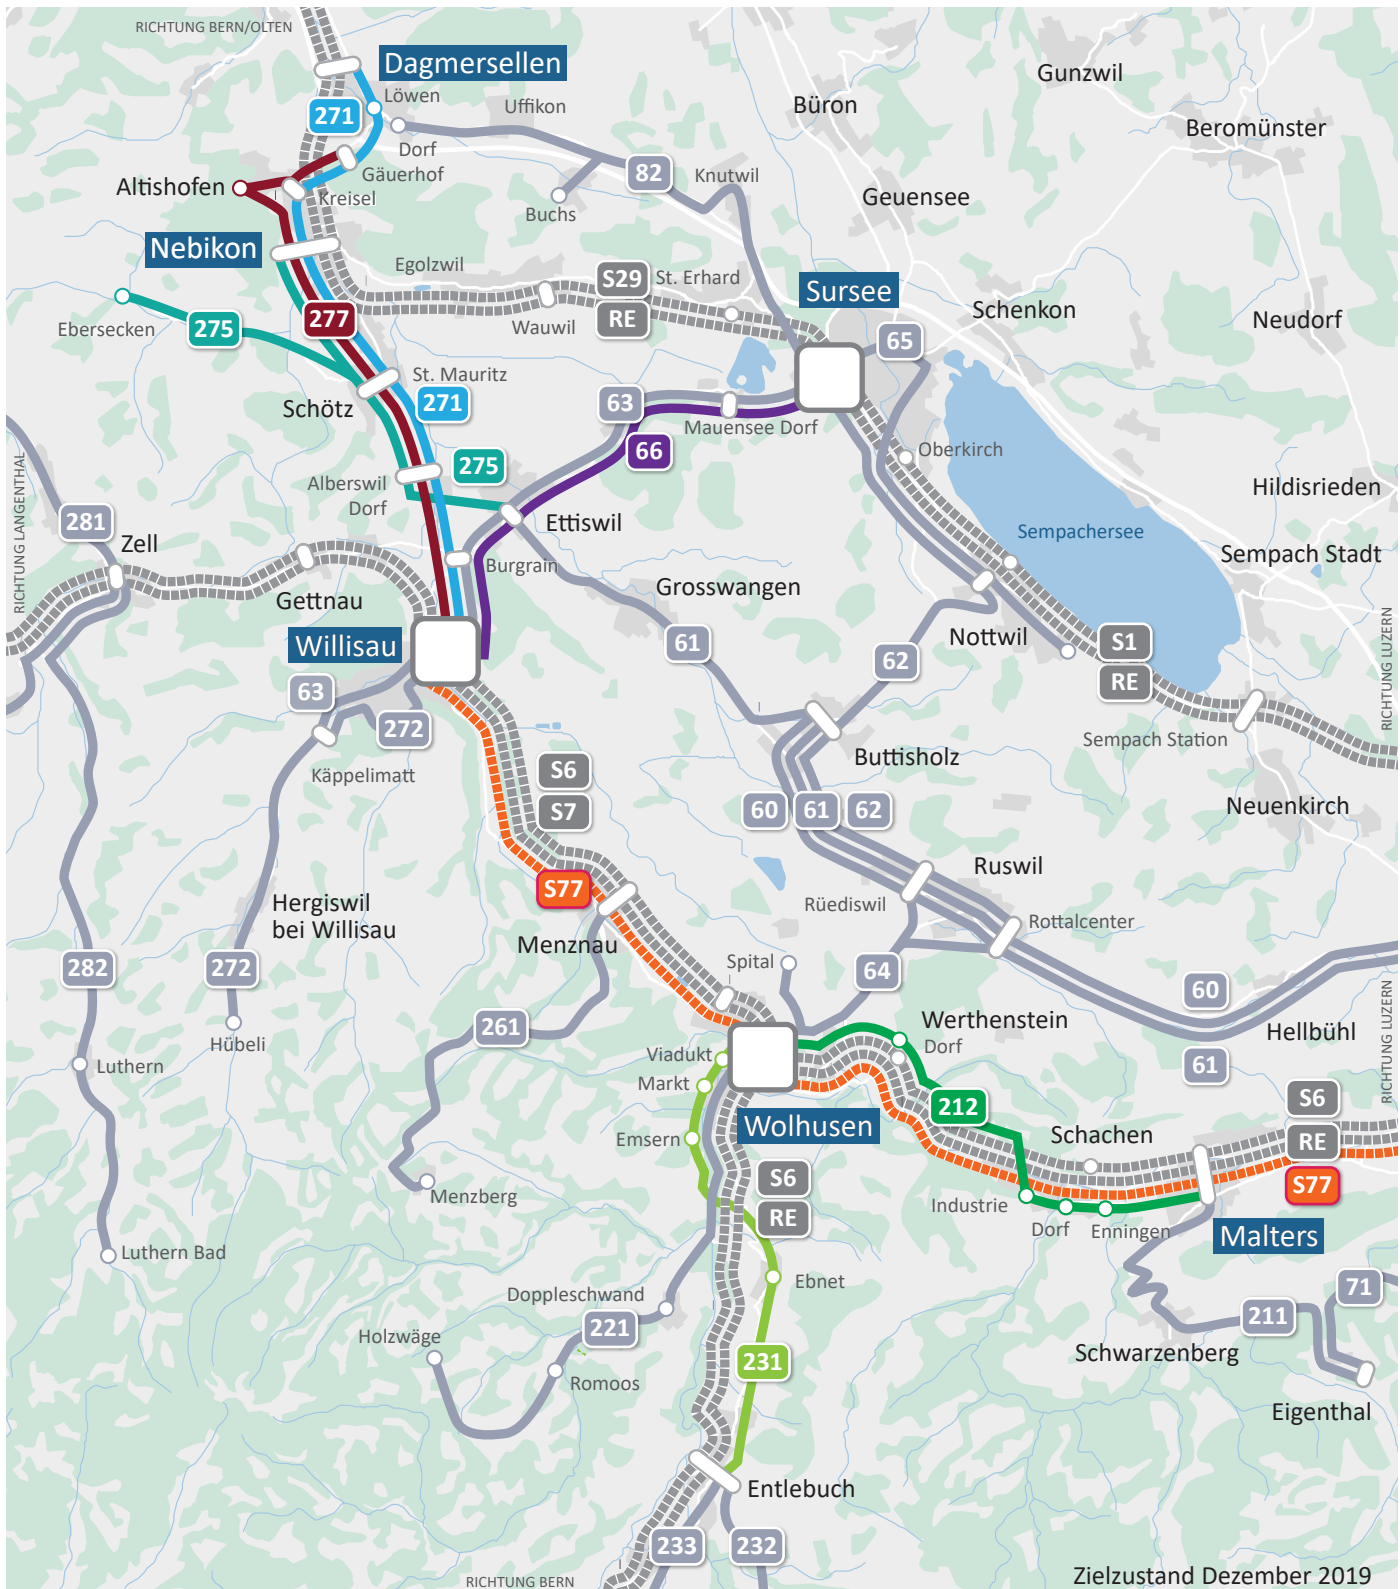 RICHTUNG BERN/OLTEN
Dagmersellen
Gunzwil
Löwen
Uffikon
Büron
271
Beromünster
Dorf
Gäuerhof
82
Knutwil
Altishofen
Kreisel
Buchs
Geuensee
Nebikon
Egolzwil
S29
St. Erhard
Sursee
Schenkon
Neudorf
Ebersecken
275
277
Wauwil
RE
65
St. Mauritz
Schötz
271
63
Mauensee Dorf
66
Oberkirch
RICHTUNG LANGENTHAL
Alberswil
Dorf
275
Hildisrieden
281
Ettiswil
Sempachersee
Zell
Sempach Stadt
Burgrain
Grosswangen
Gettnau
Willisau
61
Nottwil
S1
62
RE
RICHTUNG LUZERN
63
272
Sempach Station
Käppelimatt
S6
Buttisholz
S7
60
61
62
Neuenkirch
Ruswil
S77
Rüediswil
Hergiswil
bei Willisau
Menznau
Rottalcenter
282
272
Spital
64
60
RICHTUNG LUZERN
Hübeli
261
Werthenstein
Dorf
Hellbühl
Luthern
Viadukt
61
Markt
212
S6
Emsern
Wolhusen
Schachen
RE
S6
S77
Menzberg
RE
Industrie
Dorf
Enningen
Malters
Luthern Bad
Ebnet
Doppleschwand
71
221
211
Holzwäge
231
Schwarzenberg
Romoos
Eigenthal
Entlebuch
233
232
RICHTUNG BERN
Zielzustand Dezember 2019